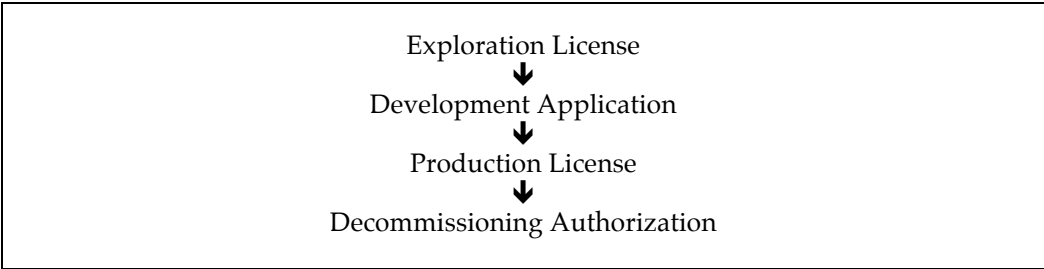 Exploration License
🡻
Development Application
🡻
Production License
🡻
Decommissioning Authorization